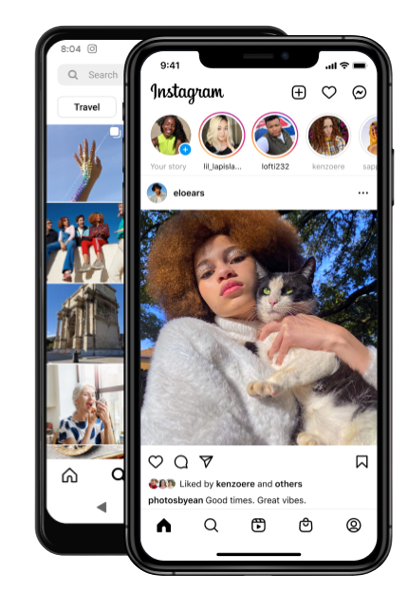 8:04
Search
Travel
9:41
Instagram
Your story
lil_lapisla...
lofti232
kenzoere
eloears
Liked by kenzoere and others
photosbyean Good times. Great vibes.